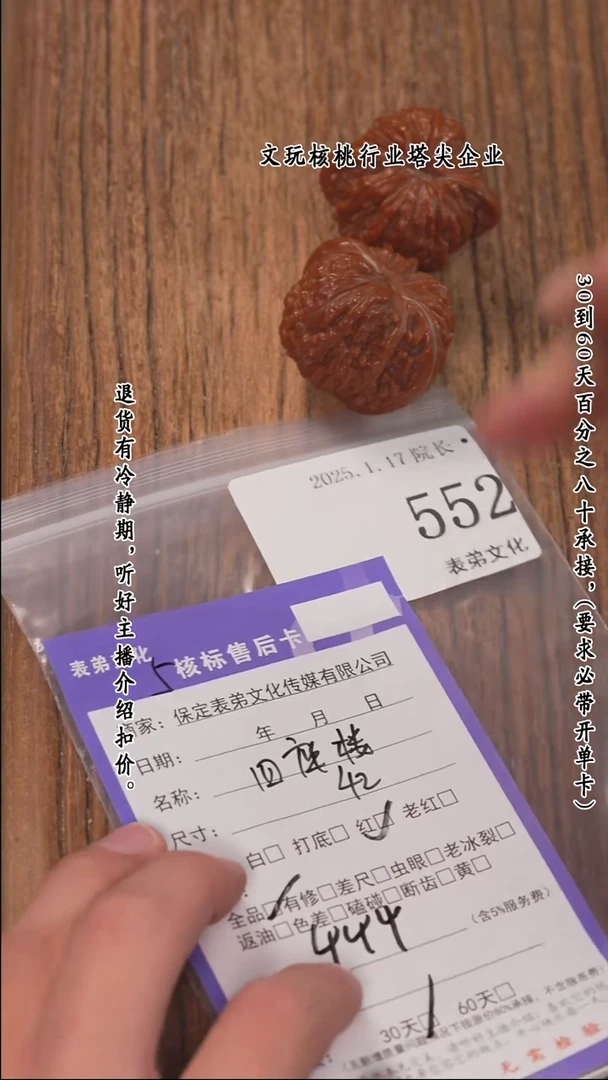 文玩核桃行业塔尖企业
30到60天百分之八十承接，（要求必带开单卡）
退货有冷静期，听好主播介绍扣价。
2025.1.17 院长
552
表弟文化
表弟文化
核标售后卡
商家：保定表弟文化传媒有限公司
日期： 年 月 日
名称：
尺寸： 42
白□ 打底□ 红□ 老红□
全品□有修□差尺□虫眼□老冰裂□
返油□色差□磕碰□断齿□黄□
444 （含5%服务费）
30天□ 60天□
无需检验